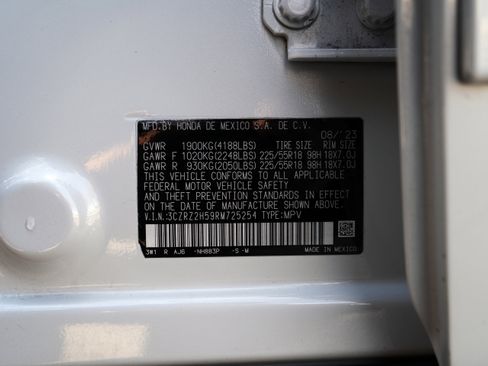 MFD.BY HONDA DE MEXICO S.A. DE C.V. 08/'23
GVWR 1900KG(4188LBS) TIRE SIZE RIM SIZE
GAWR F 1020KG(2248LBS) 225/55R18 98H 18X7.0J
GAWR R 930KG(2050LBS) 225/55R18 98H 18X7.0J
THIS VEHICLE CONFORMS TO ALL APPLICABLE
FEDERAL MOTOR VEHICLE SAFETY
AND THEFT PREVENTION STANDARDS IN EFFECT
ON THE DATE OF MANUFACTURE SHOWN ABOVE.
V.I.N.:3CZRZ2H59RM725254 TYPE:MPV
3W1 R AJ6 -NH883P -S-M MADE IN MEXICO